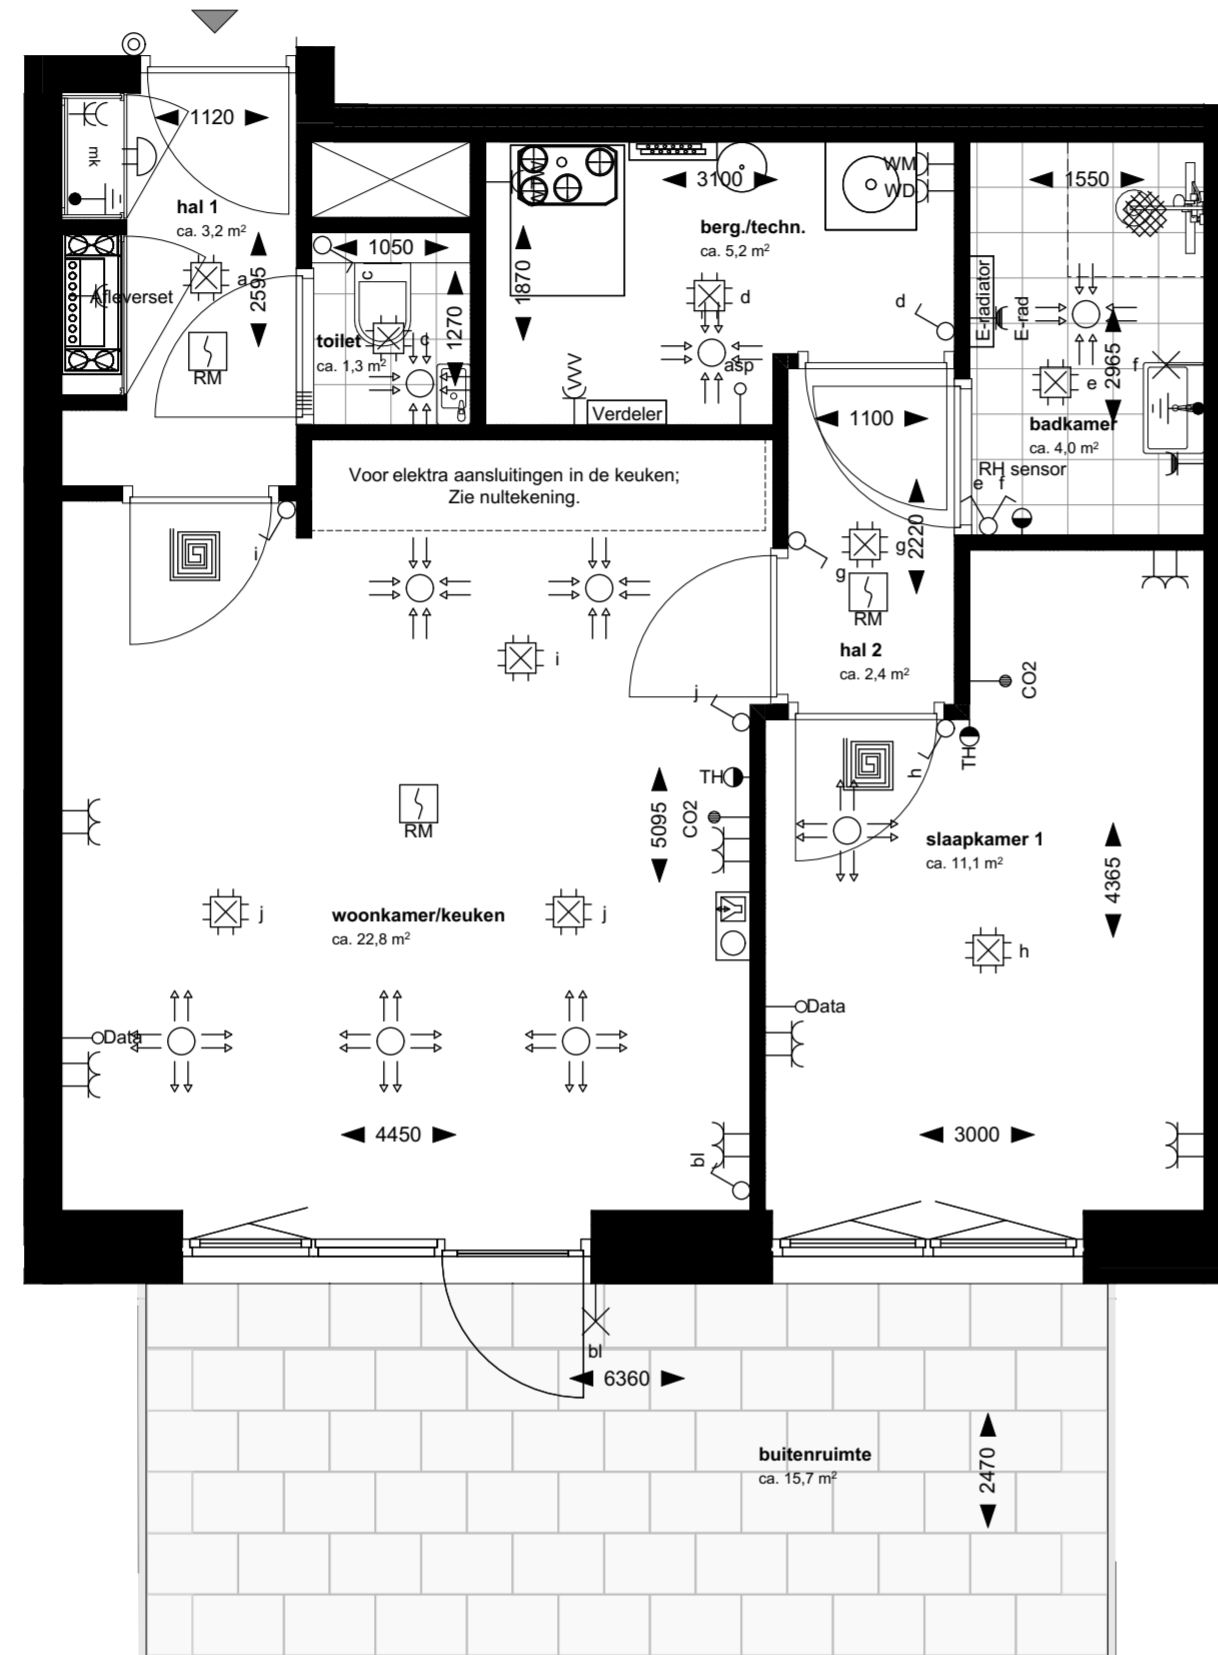 1120
mk
hal 1
ca. 3,2 m²
a
2595
Afleverset
RM
1050
c
toilet
ca. 1,3 m²
c
1270
1870
3100
WM
WD
berg./techn.
ca. 5,2 m²
d
d
asp
VVV
Verdeler
1550
E-radiator
E-rad
2965
e
f
badkamer
ca. 4,0 m²
RH sensor
e f
1100
2220
g
g
RM
hal 2
ca. 2,4 m²
Voor elektra aansluitingen in de keuken;
Zie nultekening.
i
i
j
TH
CO2
5095
RM
CO2
TH
h
slaapkamer 1
ca. 11,1 m²
4365
j
woonkamer/keuken
ca. 22,8 m²
j
h
Data
Data
4450
3000
bl
bl
6360
buitenruimte
ca. 15,7 m²
2470